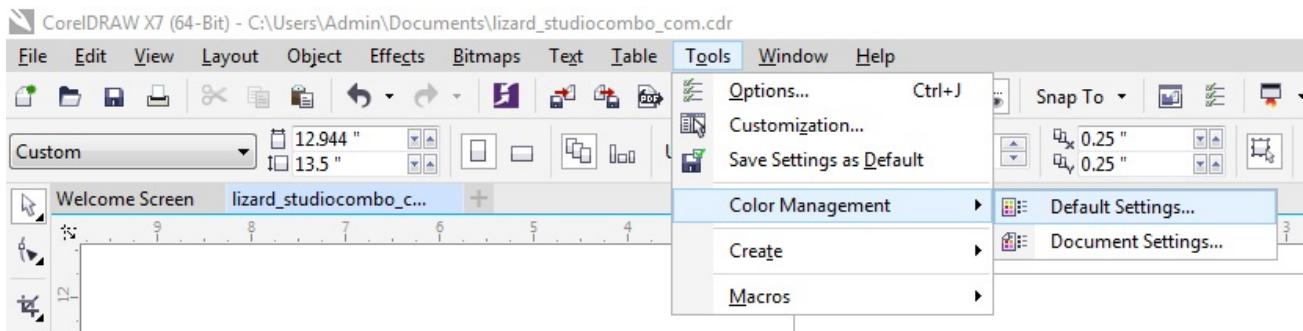 CorelDRAW X7 (64-Bit) - C:\Users\Admin\Documents\lizard_studiocombo_com.cdr
File Edit View Layout Object Effects Bitmaps Text Table Tools Window Help
Options... Ctrl+J Snap To
Custom 12.944 " Customization... 0.25 "
13.5 " U Save Settings as Default 0.25 "
Welcome Screen lizard_studiocombo_c... Color Management Default Settings...
9 8 7 6 5 4 3
Document Settings...
Create
12
Macros